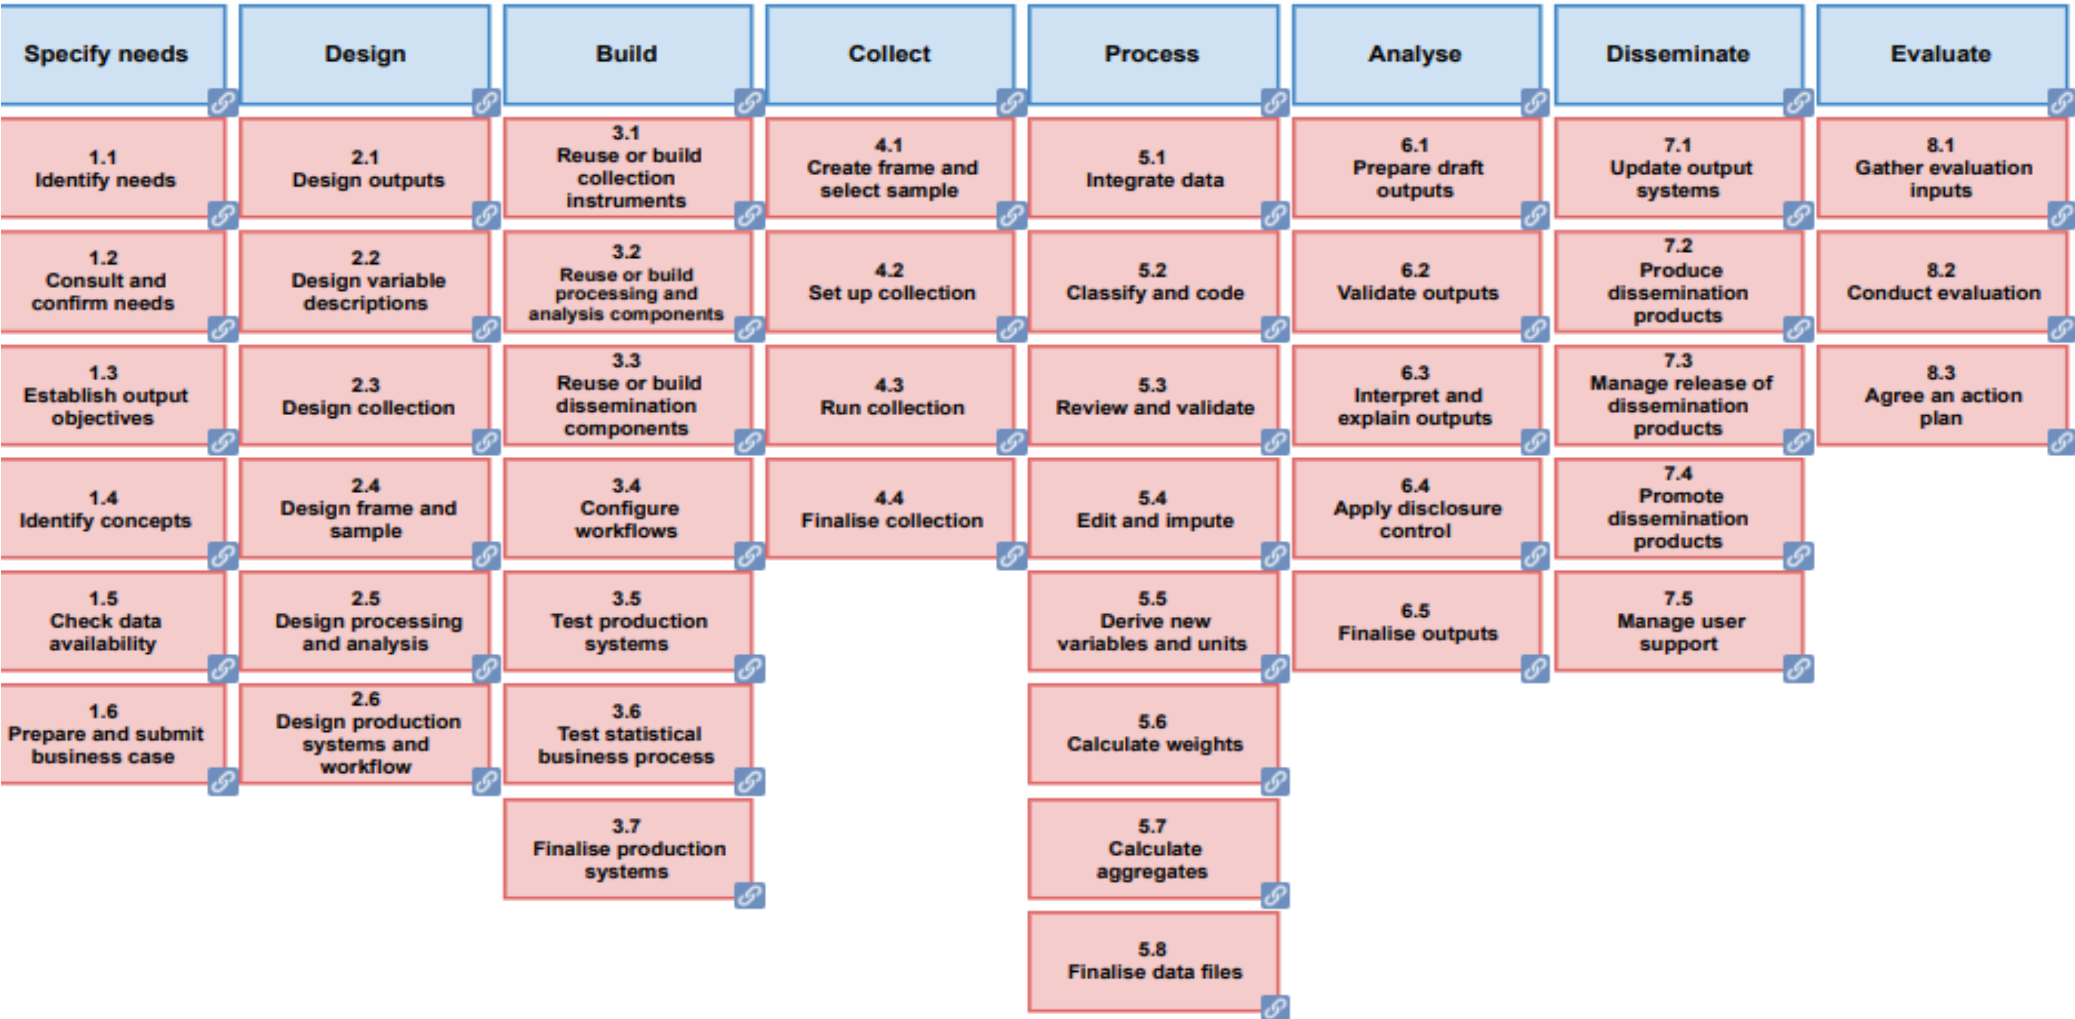 Specify needs
Design
Build
Collect
Process
Analyse
Disseminate
Evaluate
1.1
Identify needs
2.1
Design outputs
3.1
Reuse or build
collection
instruments
4.1
Create frame and
select sample
5.1
Integrate data
6.1
Prepare draft
outputs
7.1
Update output
systems
8.1
Gather evaluation
inputs
1.2
Consult and
confirm needs
2.2
Design variable
descriptions
3.2
Reuse or build
processing and
analysis components
4.2
Set up collection
5.2
Classify and code
6.2
Validate outputs
7.2
Produce
dissemination
products
8.2
Conduct evaluation
1.3
Establish output
objectives
2.3
Design collection
3.3
Reuse or build
dissemination
components
4.3
Run collection
5.3
Review and validate
6.3
Interpret and
explain outputs
7.3
Manage release of
dissemination
products
8.3
Agree an action
plan
1.4
Identify concepts
2.4
Design frame and
sample
3.4
Configure
workflows
4.4
Finalise collection
5.4
Edit and impute
6.4
Apply disclosure
control
7.4
Promote
dissemination
products
1.5
Check data
availability
2.5
Design processing
and analysis
3.5
Test production
systems
5.5
Derive new
variables and units
6.5
Finalise outputs
7.5
Manage user
support
1.6
Prepare and submit
business case
2.6
Design production
systems and
workflow
3.6
Test statistical
business process
5.6
Calculate weights
3.7
Finalise production
systems
5.7
Calculate
aggregates
5.8
Finalise data files